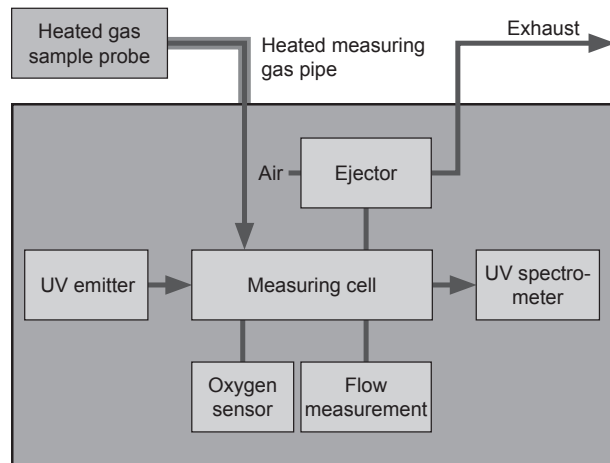 Heated gas
sample probe
Heated measuring
gas pipe
Exhaust
Air
Ejector
UV emitter
Measuring cell
UV spectro-
meter
Oxygen
sensor
Flow
measurement